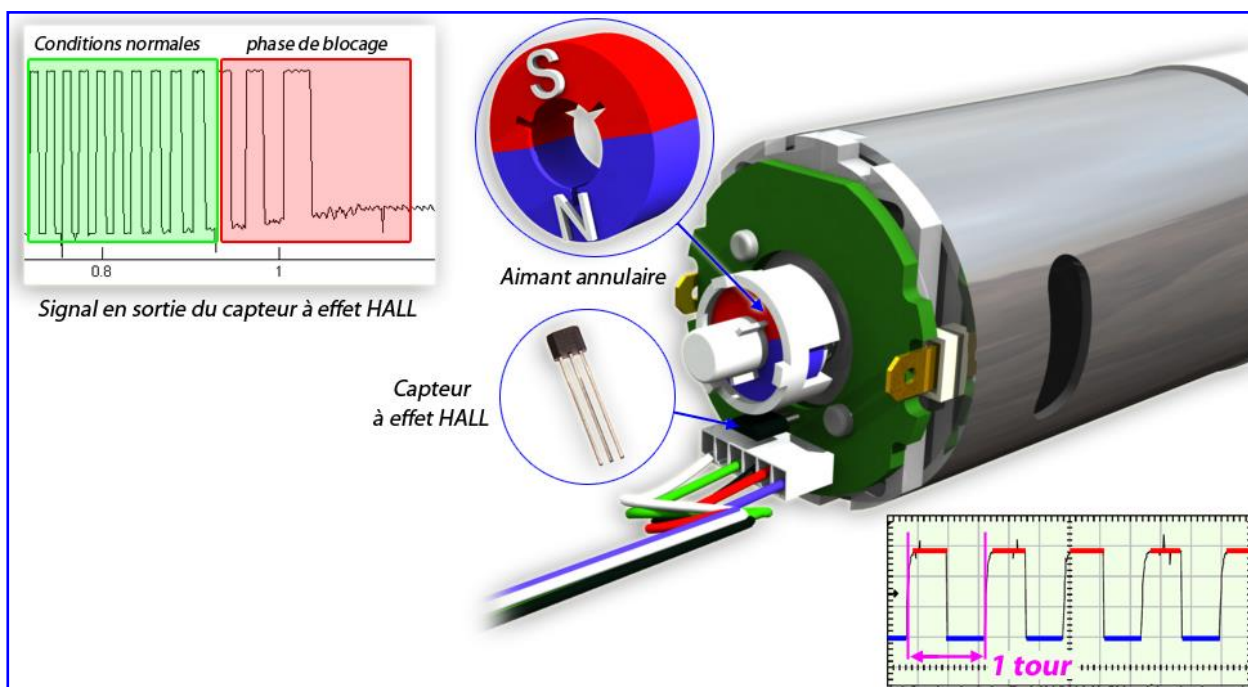 Conditions normales
phase de blocage
0.8
1
Signal en sortie du capteur à effet HALL
S
N
Aimant annulaire
Capteur
à effet HALL
1 tour